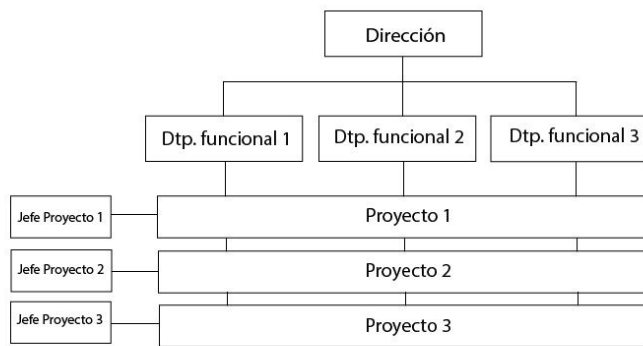 Dirección
Dtp. funcional 1
Dtp. funcional 2
Dtp. funcional 3
Jefe Proyecto 1
Proyecto 1
Jefe Proyecto 2
Proyecto 2
Jefe Proyecto 3
Proyecto 3